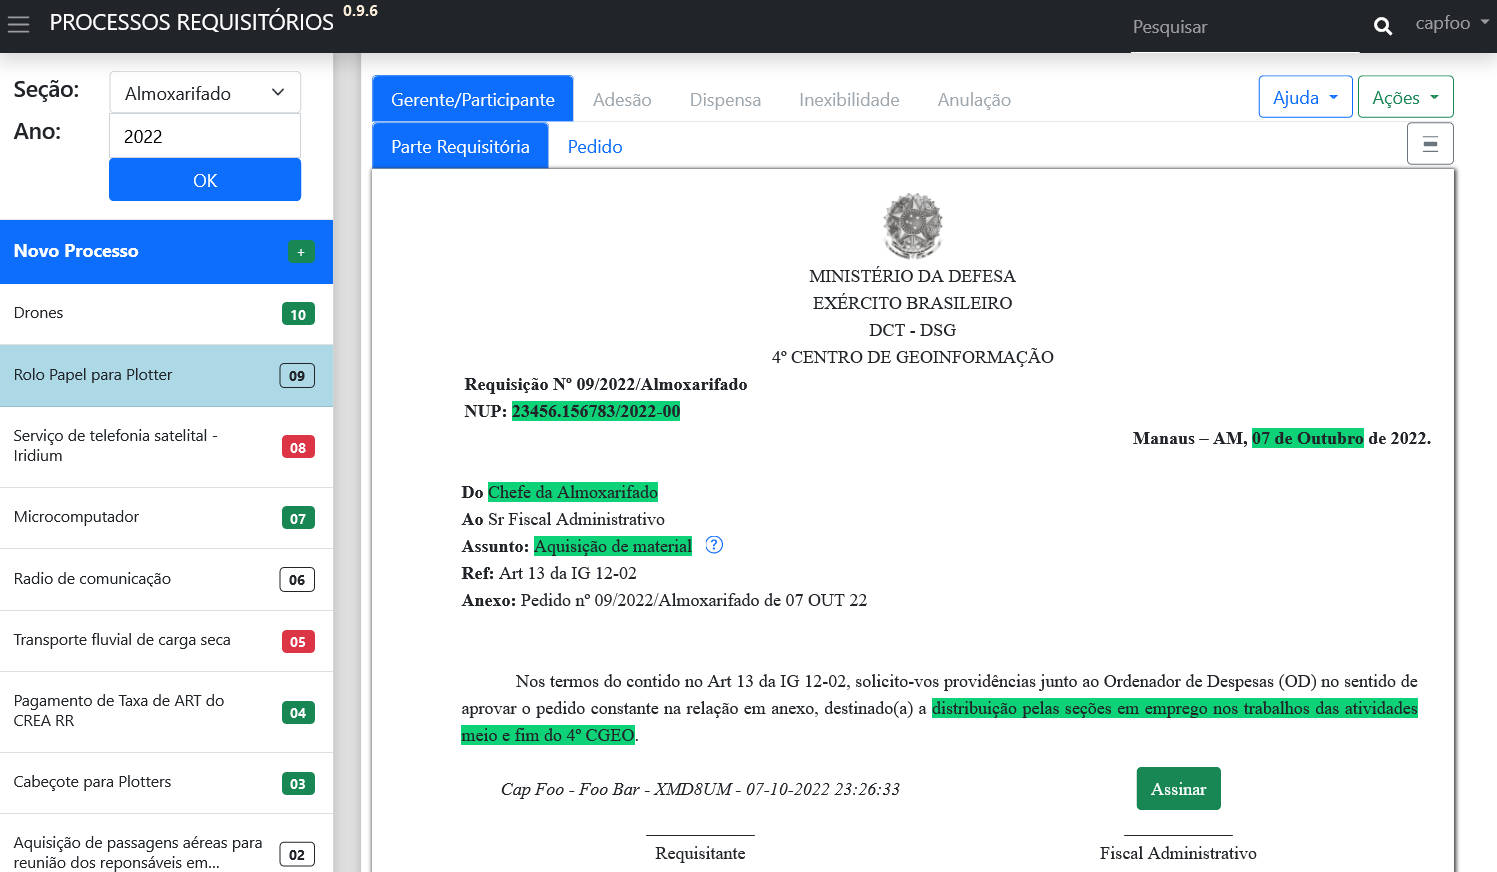 PROCESSOS REQUISITÓRIOS 0.9.6
Pesquisar
capfoo
Seção:
Almoxarifado
Ano:
2022
OK
Novo Processo +
Drones 10
Rolo Papel para Plotter 09
Serviço de telefonia satelital -
Iridium 08
Microcomputador 07
Radio de comunicação 06
Transporte fluvial de carga seca 05
Pagamento de Taxa de ART do
CREA RR 04
Cabeçote para Plotters 03
Aquisição de passagens aéreas para
reunião dos reponsáveis em... 02
Gerente/Participante Adesão Dispensa Inexibilidade Anulação
Ajuda Ações
Parte Requisitória Pedido
MINISTÉRIO DA DEFESA
EXÉRCITO BRASILEIRO
DCT - DSG
4º CENTRO DE GEOINFORMAÇÃO
Requisição Nº 09/2022/Almoxarifado
NUP: 23456.156783/2022-00
Manaus – AM, 07 de Outubro de 2022.
Do Chefe da Almoxarifado
Ao Sr Fiscal Administrativo
Assunto: Aquisição de material ?
Ref: Art 13 da IG 12-02
Anexo: Pedido nº 09/2022/Almoxarifado de 07 OUT 22
Nos termos do contido no Art 13 da IG 12-02, solicito-vos providências junto ao Ordenador de Despesas (OD) no sentido de
aprovar o pedido constante na relação em anexo, destinado(a) a distribuição pelas seções em emprego nos trabalhos das atividades
meio e fim do 4º CGEO.
Cap Foo - Foo Bar - XMD8UM - 07-10-2022 23:26:33
Assinar
Requisitante
Fiscal Administrativo